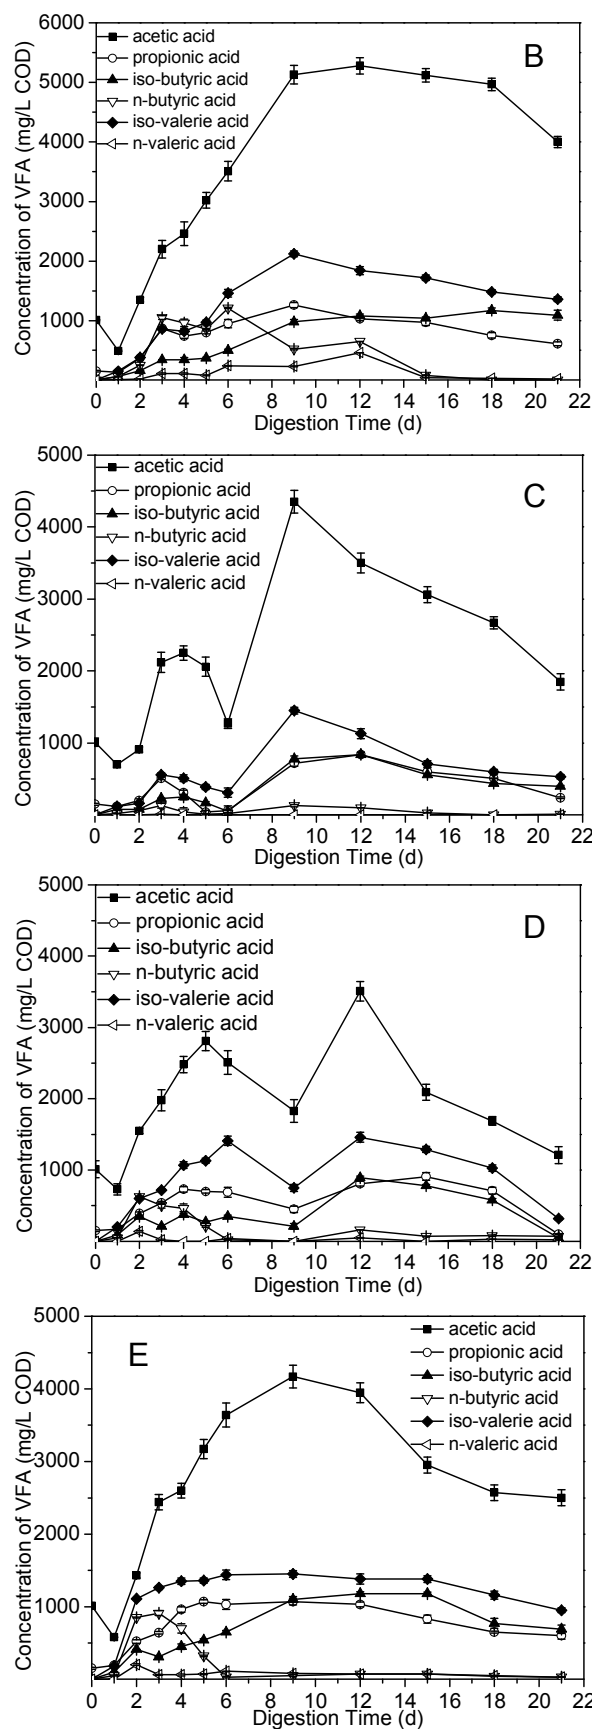 B
acetic acid
propionic acid
iso-butyric acid
n-butyric acid
iso-valerie acid
n-valeric acid
Concentration of VFA (mg/L COD)
6000
5000
4000
3000
2000
1000
0 2 4 6 8 10 12 14 16 18 20 22
Digestion Time (d)
C
acetic acid
propionic acid
iso-butyric acid
n-butyric acid
iso-valerie acid
n-valeric acid
Concentration of VFA (mg/L COD)
5000
4000
3000
2000
1000
0 2 4 6 8 10 12 14 16 18 20 22
Digestion Time (d)
D
acetic acid
propionic acid
iso-butyric acid
n-butyric acid
iso-valerie acid
n-valeric acid
Concentration of VFA (mg/L COD)
5000
4000
3000
2000
1000
0 2 4 6 8 10 12 14 16 18 20 22
Digestion Time (d)
E
acetic acid
propionic acid
iso-butyric acid
n-butyric acid
iso-valerie acid
n-valeric acid
Concentration of VFA (mg/L COD)
5000
4000
3000
2000
1000
0 2 4 6 8 10 12 14 16 18 20 22
Digestion Time (d)